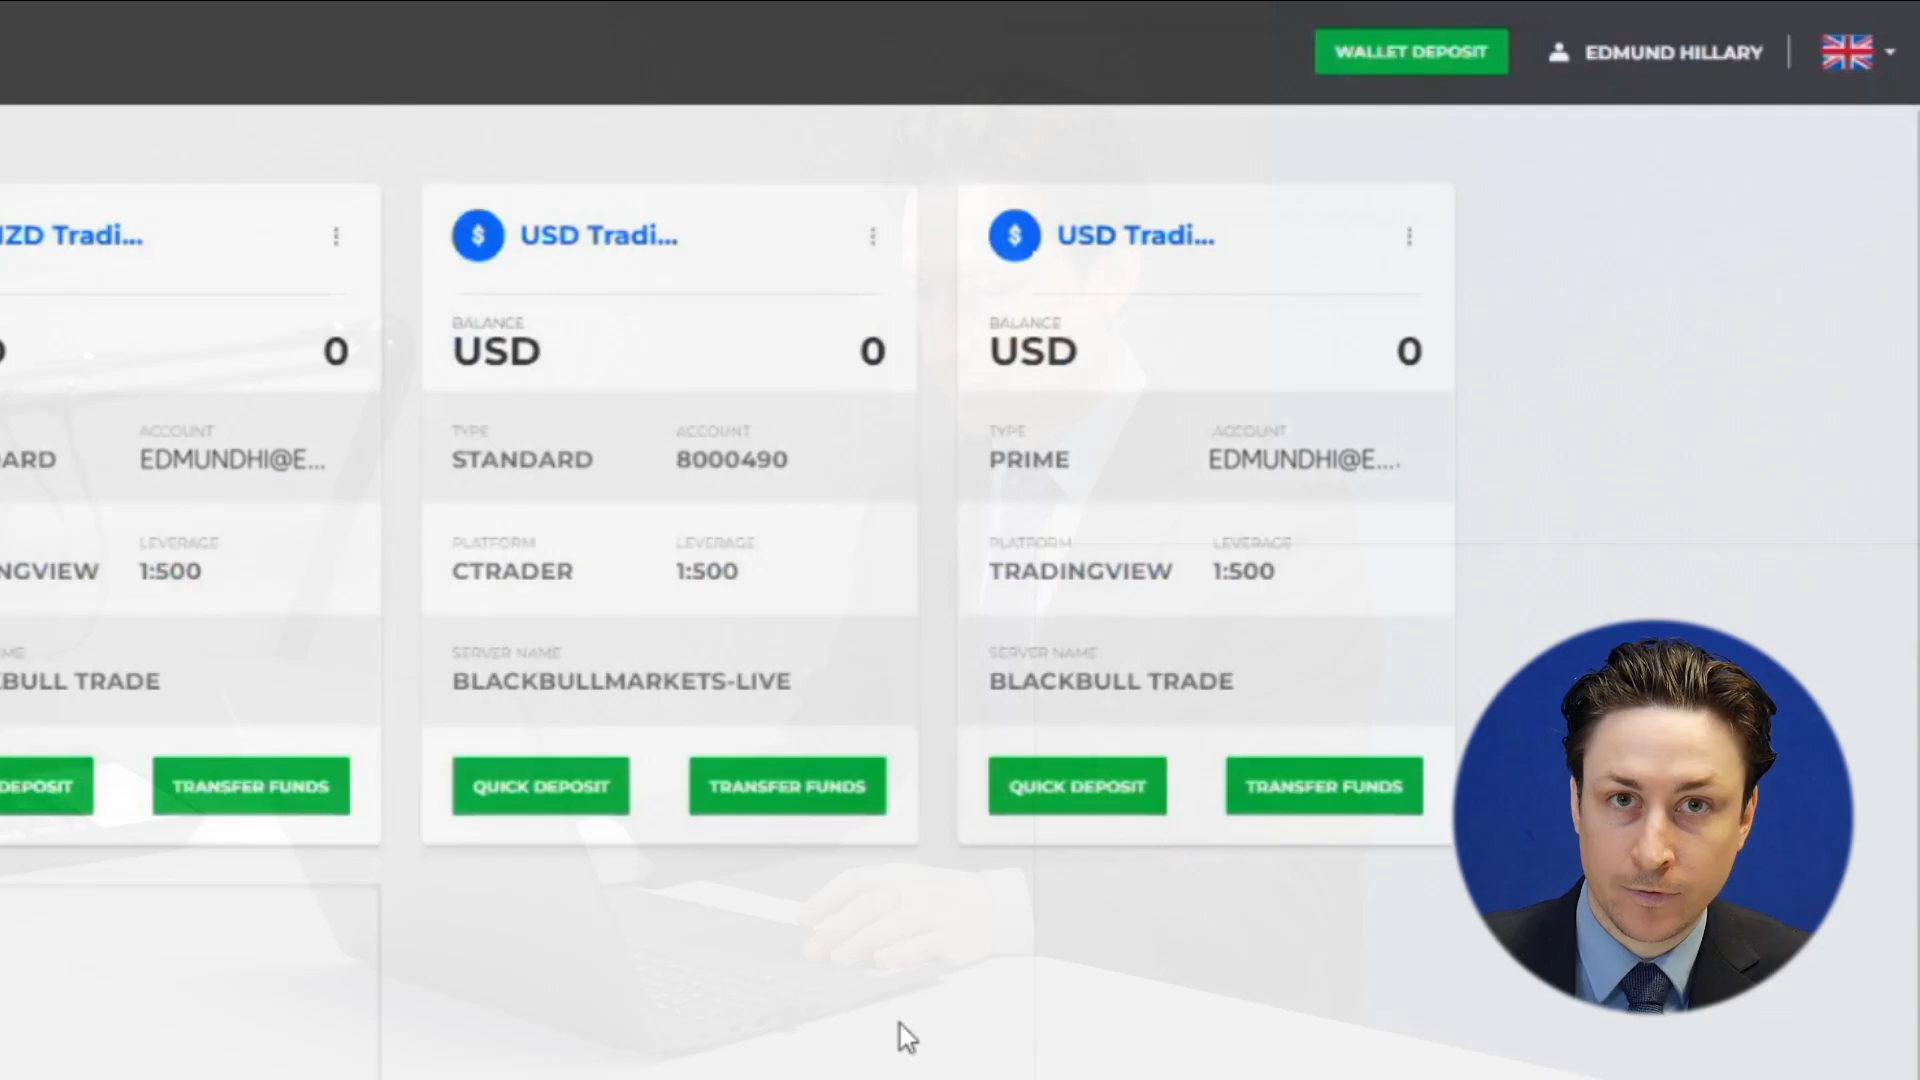 WALLET DEPOSIT
EDMUND HILLARY
ZD Tradi...
0
ARD
ACCOUNT
EDMUNDHI@E...
NGVIEW
LEVERAGE
1:500
ME
BULL TRADE
DEPOSIT
TRANSFER FUNDS
$ USD Tradi...
BALANCE
USD 0
TYPE ACCOUNT
STANDARD 8000490
PLATFORM LEVERAGE
CTRADER 1:500
SERVER NAME
BLACKBULLMARKETS-LIVE
QUICK DEPOSIT TRANSFER FUNDS
$ USD Tradi...
BALANCE
USD 0
TYPE ACCOUNT
PRIME EDMUNDHI@E....
PLATFORM LEVERAGE
TRADINGVIEW 1:500
SERVER NAME
BLACKBULL TRADE
QUICK DEPOSIT TRANSFER FUNDS